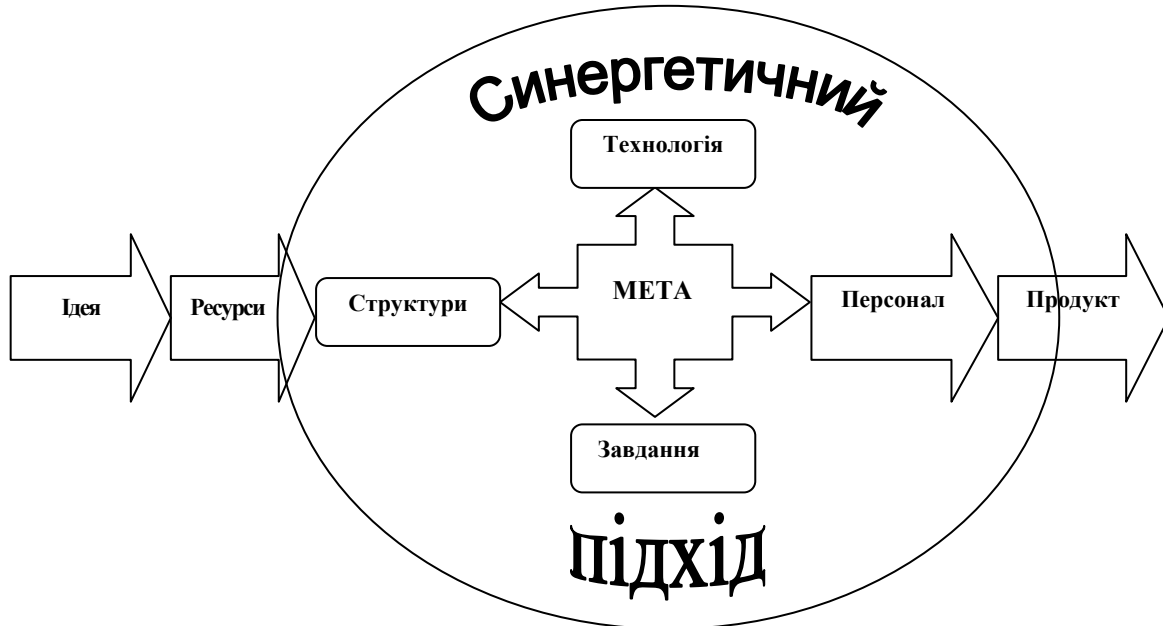 Синергетичний
Технологія
Ідея
Ресурси
Структури
МЕТА
Персонал
Продукт
Завдання
підхід